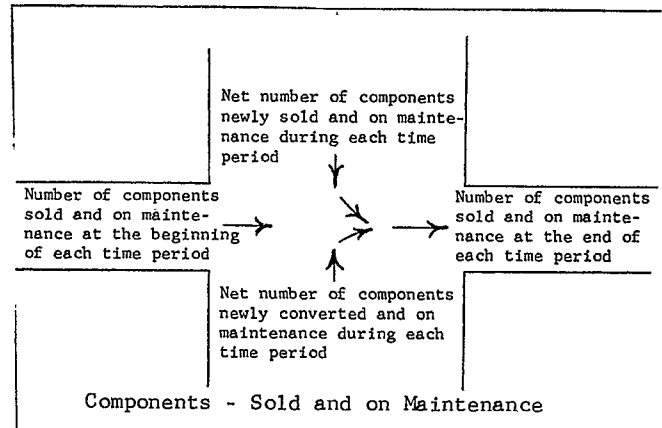 Net number of components
newly sold and on mainte-
nance during each time
period
Number of components
sold and on mainte-
nance at the beginning
of each time period
Number of components
sold and on mainte-
nance at the end of
each time period
Net number of components
newly converted and on
maintenance during each
time period
Components - Sold and on Maintenance